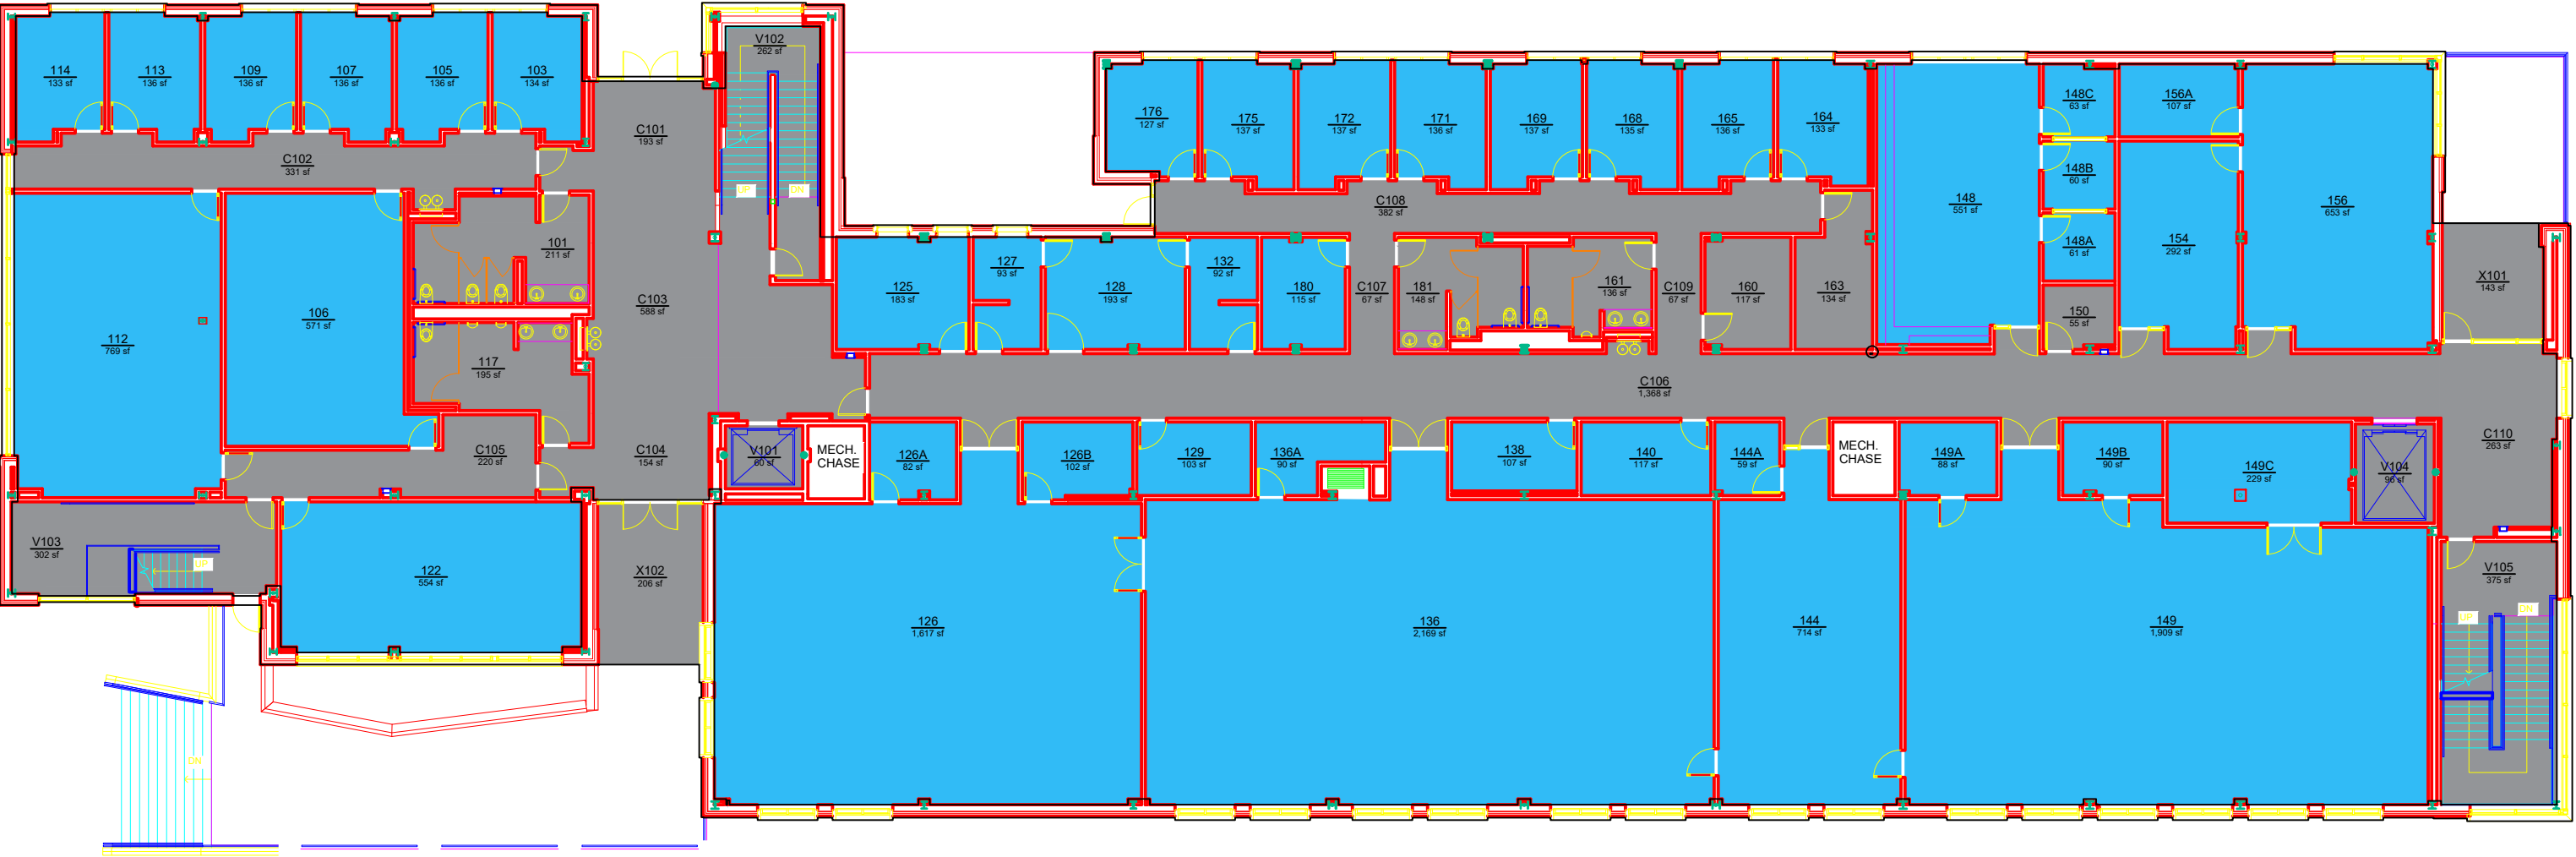 114
133 sf
113
136 sf
109
136 sf
107
136 sf
105
136 sf
103
134 sf
C101
193 sf
V102
262 sf
UP
DN
176
127 sf
175
137 sf
172
137 sf
171
136 sf
169
137 sf
168
135 sf
165
136 sf
164
133 sf
148
551 sf
148C
63 sf
156A
107 sf
148B
60 sf
156
653 sf
C102
331 sf
C108
382 sf
101
211 sf
125
183 sf
127
93 sf
128
193 sf
132
92 sf
180
115 sf
C107
67 sf
181
148 sf
161
136 sf
C109
67 sf
160
117 sf
163
134 sf
148A
61 sf
154
292 sf
X101
143 sf
150
55 sf
112
769 sf
106
571 sf
C103
588 sf
117
195 sf
C106
1,368 sf
C105
220 sf
C104
154 sf
V101
60 sf
MECH.
CHASE
126A
82 sf
126B
102 sf
129
103 sf
136A
90 sf
138
107 sf
140
117 sf
144A
59 sf
MECH.
CHASE
149A
88 sf
149B
90 sf
149C
229 sf
V104
96 sf
C110
263 sf
V103
302 sf
UP
122
554 sf
X102
206 sf
126
1,617 sf
136
2,169 sf
144
714 sf
149
1,909 sf
V105
375 sf
UP
DN
DN